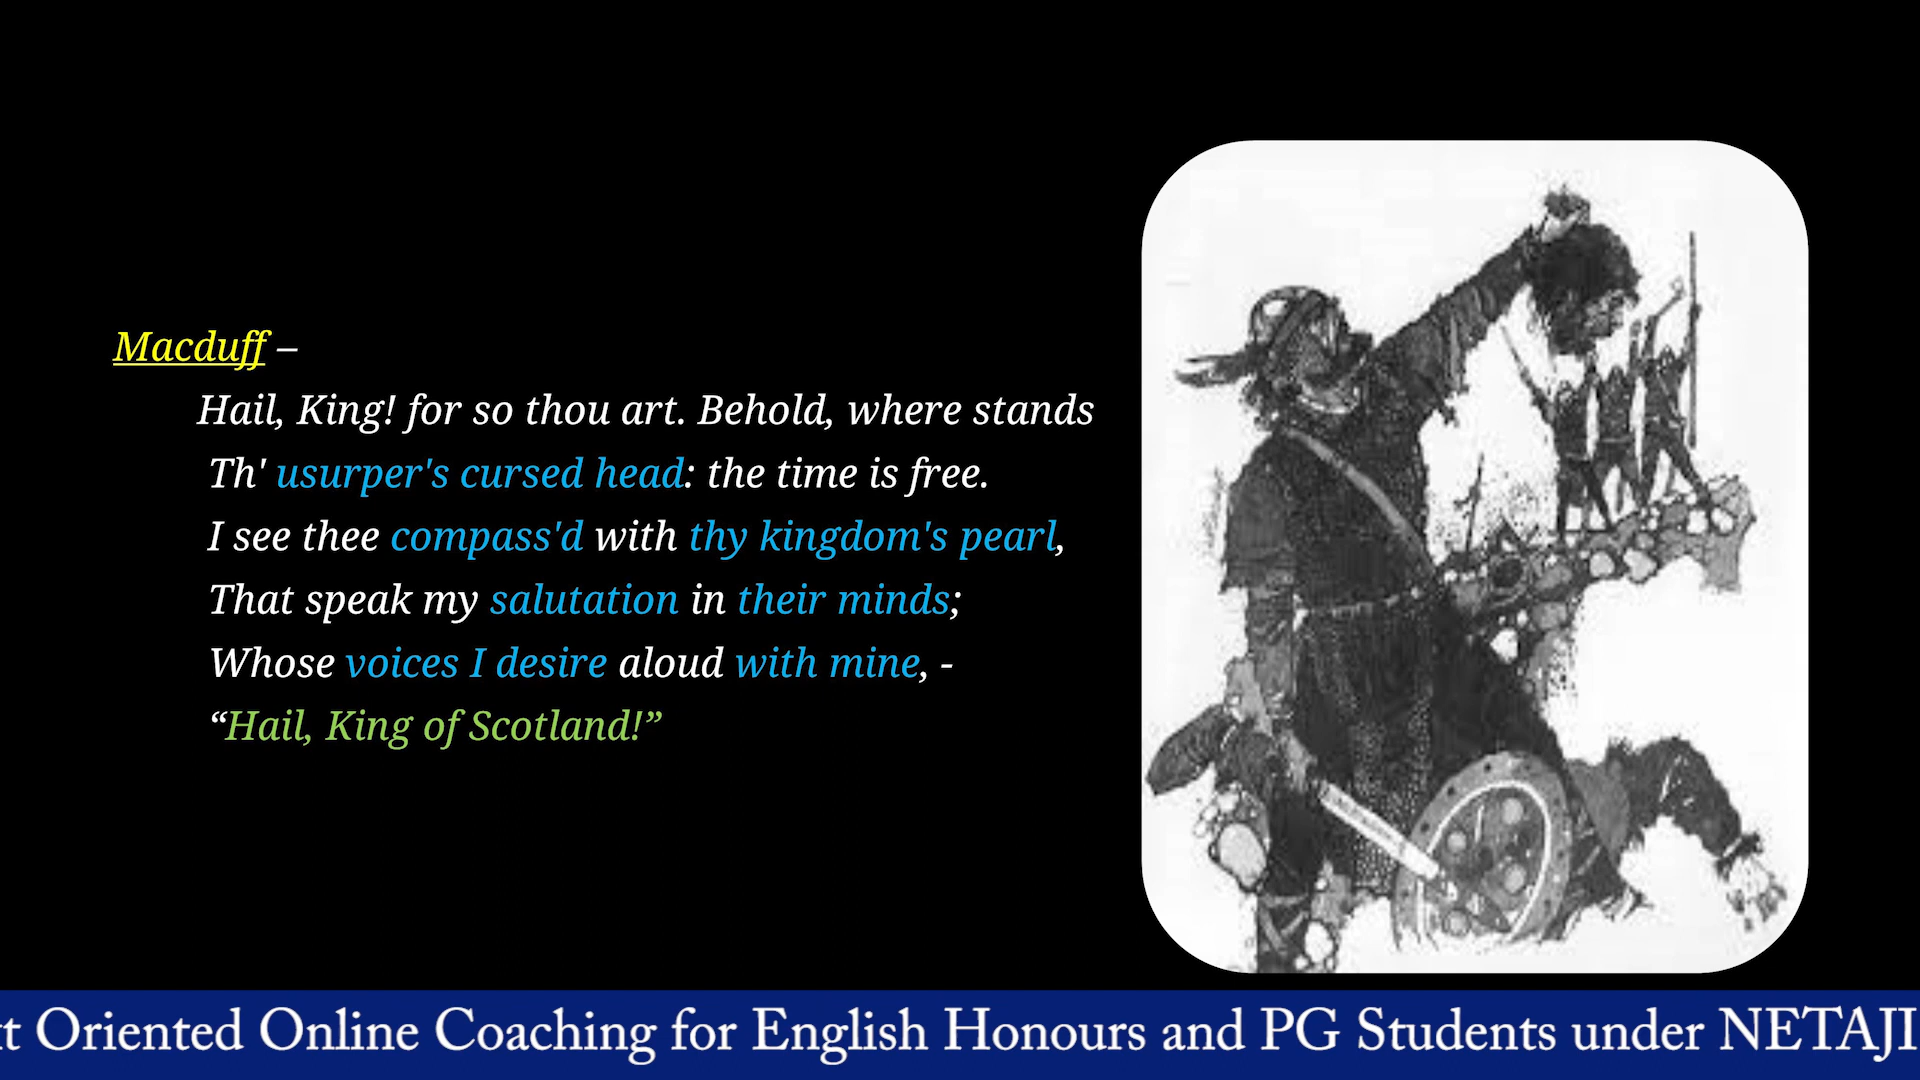 Macduff –
Hail, King! for so thou art. Behold, where stands
Th' usurper's cursed head: the time is free.
I see thee compass'd with thy kingdom's pearl,
That speak my salutation in their minds;
Whose voices I desire aloud with mine, -
“Hail, King of Scotland!”
Oriented Online Coaching for English Honours and PG Students under NETAJI